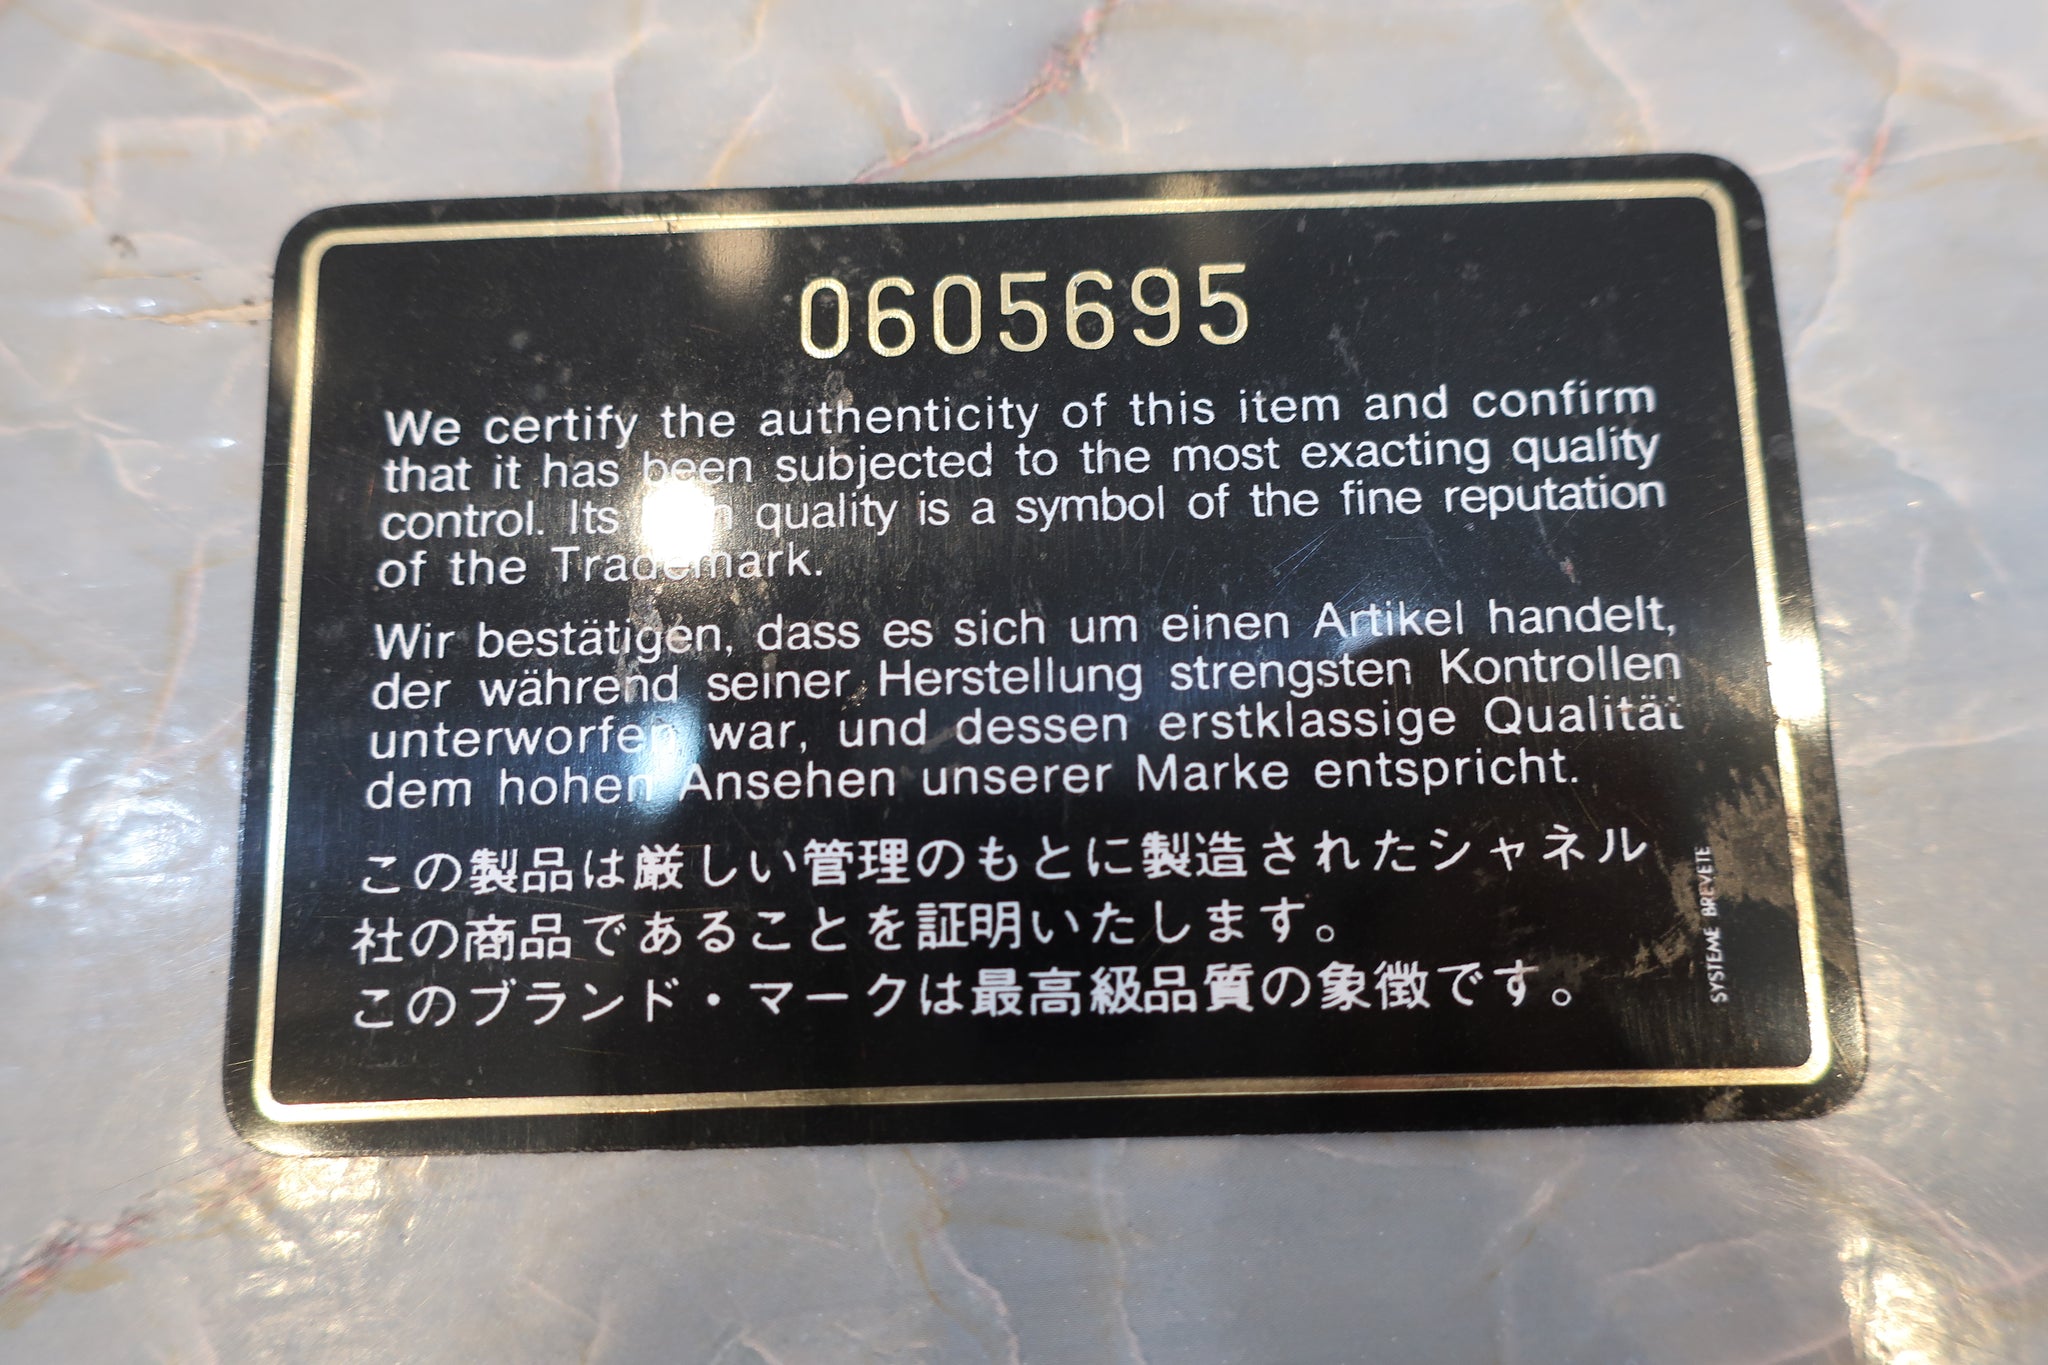 0605695
We certify the authenticity of this item and confirm
that it has been subjected to the most exacting quality
control. Its quality is a symbol of the fine reputation
of the Trademark.
Wir bestätigen, dass es sich um einen Artikel handelt,
der während seiner Herstellung strengsten Kontrollen
unterworfen war, und dessen erstklassige Qualität
dem hohen Ansehen unserer Marke entspricht.
この製品は厳しい管理のもとに製造されたシャネル
社の商品であることを証明いたします。
このブランド・マークは最高級品質の象徴です。
SYSTEME BREVETE